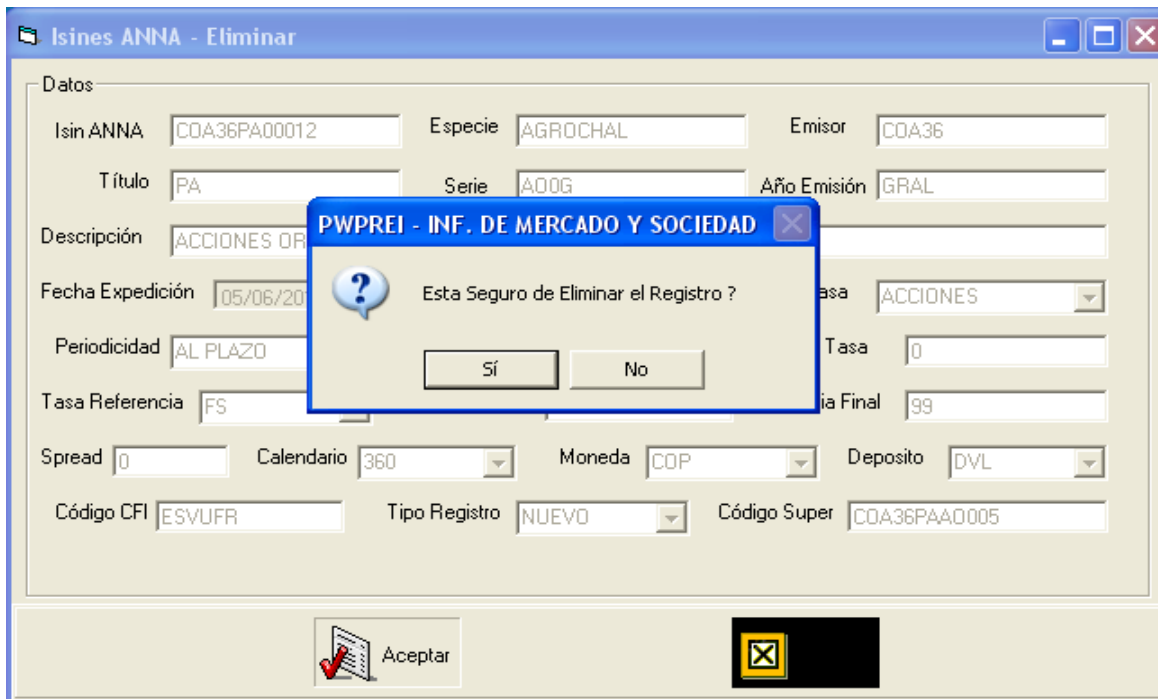 Isines ANNA - Eliminar
Datos
Isin ANNA COA36PA00012 Especie AGROCHAL Emisor COA36
Título PA Serie AO0G Año Emisión GRAL
PWPREI - INF. DE MERCADO Y SOCIEDAD
Descripción ACCIONES OR
Esta Seguro de Eliminar el Registro ?
Fecha Expedición 05/06/20 asa ACCIONES
Periodicidad AL PLAZO Tasa 0
Sí No
Tasa Referencia FS ia Final 99
Spread 0 Calendario 360 Moneda COP Deposito DVL
Código CFI ESVUFR Tipo Registro NUEVO Código Super COA36PAAO005
Aceptar